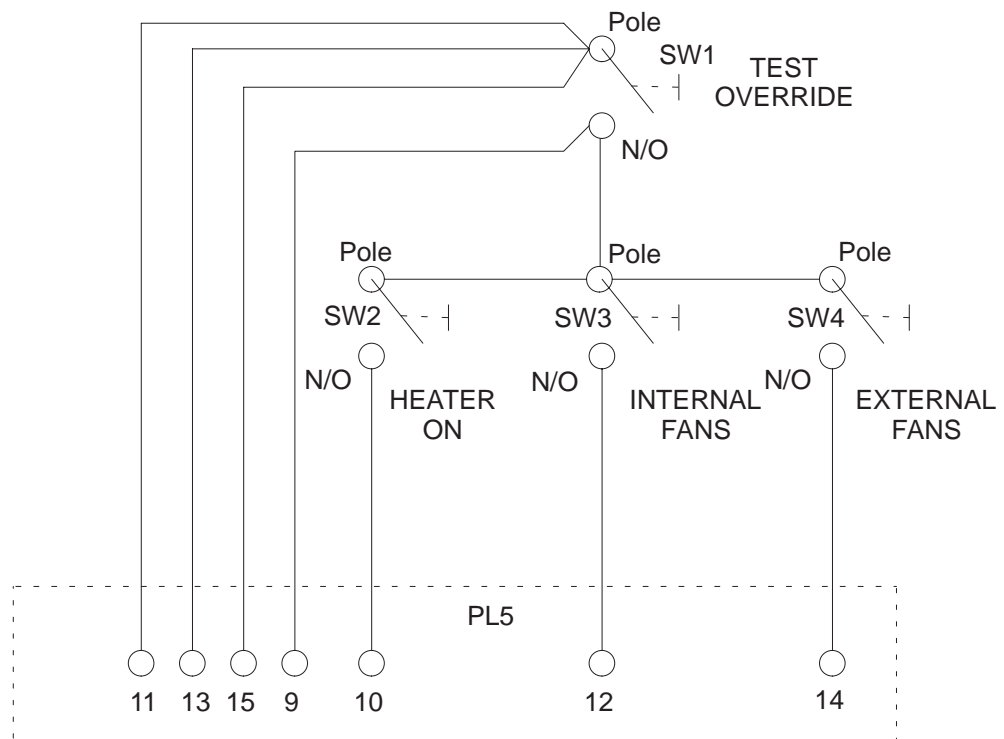 Pole
SW1
TEST
OVERRIDE
N/O
Pole
Pole
Pole
SW2
SW3
SW4
N/O
N/O
N/O
HEATER
ON
INTERNAL
FANS
EXTERNAL
FANS
PL5
11 13 15 9 10 12 14